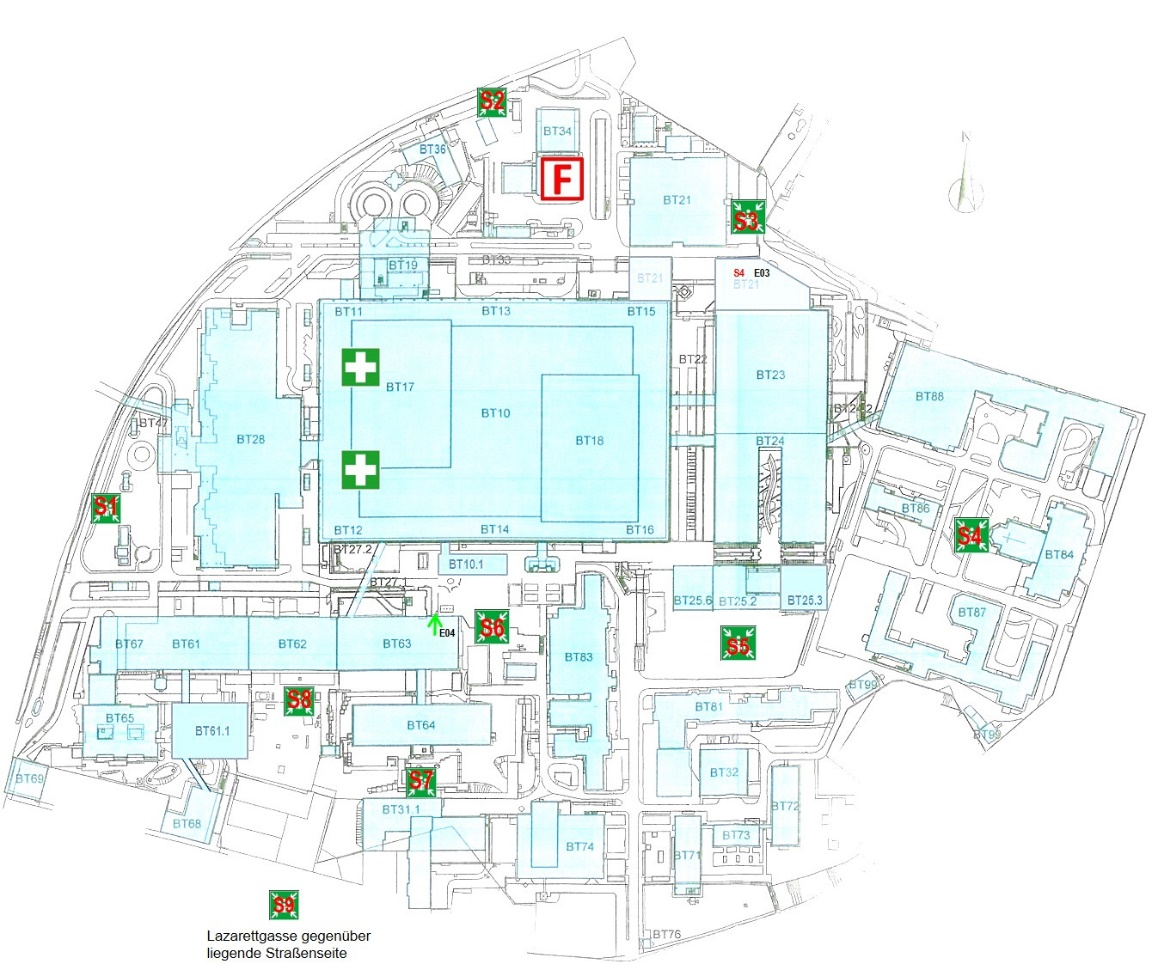 N
S2
BT34
BT36
F
BT21
S3
BT19
BT33
BT21
S4 E03
BT21
BT11
BT13
BT15
BT22
BT23
BT17
BT10
BT18
BT88
BT47
BT28
BT24
S1
BT86
S4
BT84
BT12
BT14
BT16
BT27.2
BT10.1
BT27.1
BT25.6
BT25.2
BT25.3
BT87
E04
S6
S5
BT67
BT61
BT62
BT63
BT83
BT99
S8
BT65
BT61.1
BT64
BT81
BT99
BT69
S7
BT32
BT68
BT31.1
BT72
BT74
BT71
BT73
S9
BT76
Lazarettgasse gegenüber
liegende Straßenseite